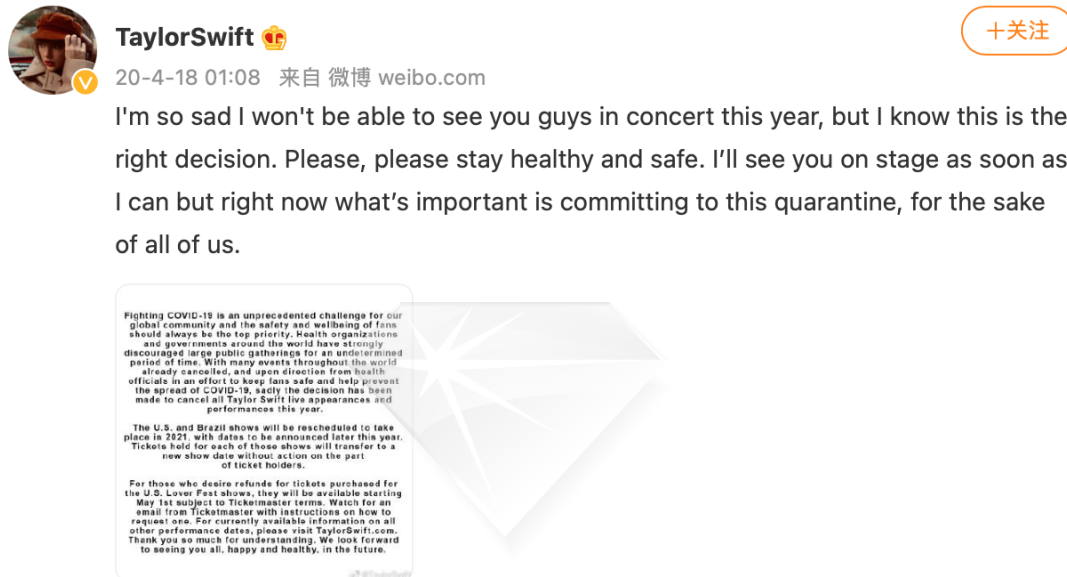 TaylorSwift
+关注
20-4-18 01:08 来自 微博 weibo.com
I'm so sad I won't be able to see you guys in concert this year, but I know this is the
right decision. Please, please stay healthy and safe. I’ll see you on stage as soon as
I can but right now what’s important is committing to this quarantine, for the sake
of all of us.
Fighting COVID-19 is an unprecedented challenge for our
global community and the safety and wellbeing of fans
should always be the top priority. Health organizations
and governments around the world have strongly
discouraged large public gatherings for an undetermined
period of time. With many events throughout the world
already cancelled, and upon direction from health
officials in an effort to keep fans safe and help prevent
the spread of COVID-19, sadly the decision has been
made to cancel all Taylor Swift live appearances and
performances this year.
The U.S. and Brazil shows will be rescheduled to take
place in 2021, with dates to be announced later this year.
Tickets held for each of those shows will transfer to a
new show date without action on the part
of ticket holders.
For those who desire refunds for tickets purchased for
the U.S. Lover Fest shows, they will be available starting
May 1st subject to Ticketmaster terms. Watch for an
email from Ticketmaster with instructions on how to
request one. For currently available information on all
other performance dates, please visit TaylorSwift.com.
Thank you so much for understanding. We look forward
to seeing you all, happy and healthy, in the future.